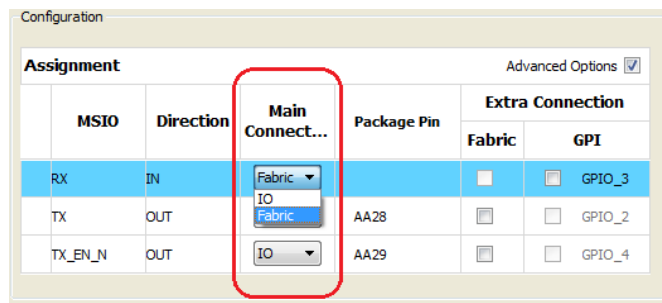 Configuration
Assignment Advanced Options
MSIO Direction Main Connect... Package Pin Extra Connection
Fabric GPI
RX IN Fabric GPIO_3
IO
Fabric
TX OUT AA28 GPIO_2
TX_EN_N OUT IO AA29 GPIO_4